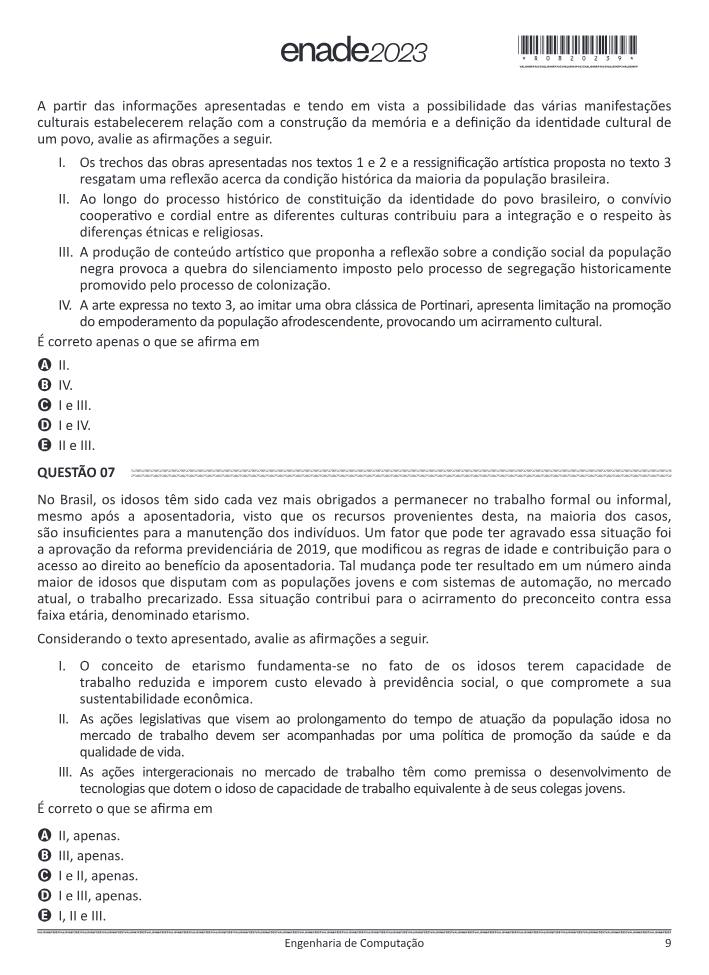 enade2023
*R08202339*
A partir das informações apresentadas e tendo em vista a possibilidade das várias manifestações
culturais estabelecerem relação com a construção da memória e a definição da identidade cultural de
um povo, avalie as afirmações a seguir.
I. Os trechos das obras apresentadas nos textos 1 e 2 e a ressignificação artística proposta no texto 3
resgatam uma reflexão acerca da condição histórica da maioria da população brasileira.
II. Ao longo do processo histórico de constituição da identidade do povo brasileiro, o convívio
cooperativo e cordial entre as diferentes culturas contribuiu para a integração e o respeito às
diferenças étnicas e religiosas.
III. A produção de conteúdo artístico que proponha a reflexão sobre a condição social da população
negra provoca a quebra do silenciamento imposto pelo processo de segregação historicamente
promovido pelo processo de colonização.
IV. A arte expressa no texto 3, ao imitar uma obra clássica de Portinari, apresenta limitação na promoção
do empoderamento da população afrodescendente, provocando um acirramento cultural.
É correto apenas o que se afirma em
A II.
B IV.
C I e III.
D I e IV.
E II e III.
QUESTÃO 07
No Brasil, os idosos têm sido cada vez mais obrigados a permanecer no trabalho formal ou informal,
mesmo após a aposentadoria, visto que os recursos provenientes desta, na maioria dos casos,
são insuficientes para a manutenção dos indivíduos. Um fator que pode ter agravado essa situação foi
a aprovação da reforma previdenciária de 2019, que modificou as regras de idade e contribuição para o
acesso ao direito ao benefício da aposentadoria. Tal mudança pode ter resultado em um número ainda
maior de idosos que disputam com as populações jovens e com sistemas de automação, no mercado
atual, o trabalho precarizado. Essa situação contribui para o acirramento do preconceito contra essa
faixa etária, denominado etarismo.
Considerando o texto apresentado, avalie as afirmações a seguir.
I. O conceito de etarismo fundamenta-se no fato de os idosos terem capacidade de
trabalho reduzida e imporem custo elevado à previdência social, o que compromete a sua
sustentabilidade econômica.
II. As ações legislativas que visem ao prolongamento do tempo de atuação da população idosa no
mercado de trabalho devem ser acompanhadas por uma política de promoção da saúde e da
qualidade de vida.
III. As ações intergeracionais no mercado de trabalho têm como premissa o desenvolvimento de
tecnologias que dotem o idoso de capacidade de trabalho equivalente à de seus colegas jovens.
É correto o que se afirma em
A II, apenas.
B III, apenas.
C I e II, apenas.
D I e III, apenas.
E I, II e III.
Engenharia de Computação 9